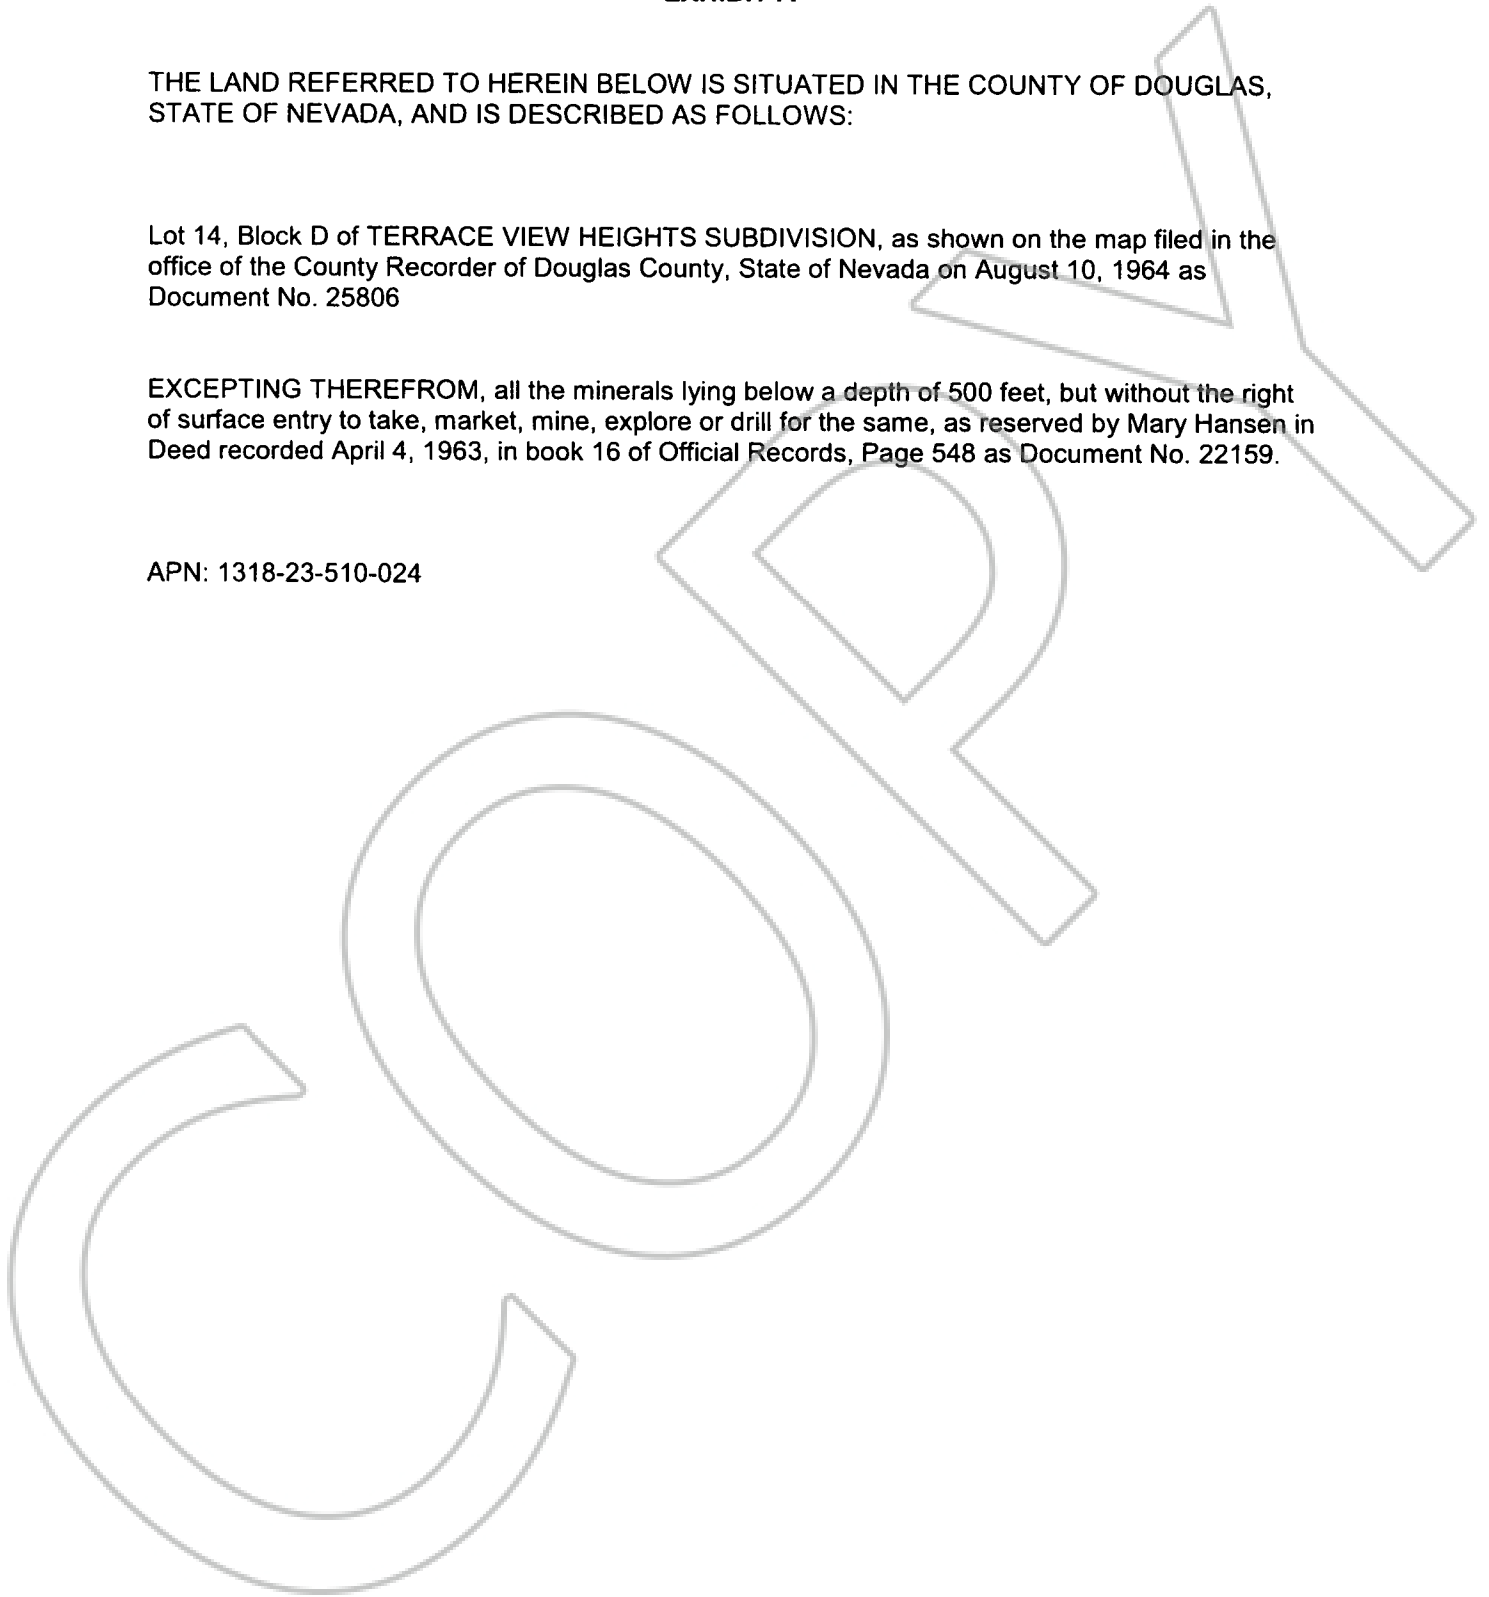 THE LAND REFERRED TO HEREIN BELOW IS SITUATED IN THE COUNTY OF DOUGLAS,
STATE OF NEVADA, AND IS DESCRIBED AS FOLLOWS:
Lot 14, Block D of TERRACE VIEW HEIGHTS SUBDIVISION, as shown on the map filed in the
office of the County Recorder of Douglas County, State of Nevada on August 10, 1964 as
Document No. 25806
EXCEPTING THEREFROM, all the minerals lying below a depth of 500 feet, but without the right
of surface entry to take, market, mine, explore or drill for the same, as reserved by Mary Hansen in
Deed recorded April 4, 1963, in book 16 of Official Records, Page 548 as Document No. 22159.
APN: 1318-23-510-024
COPY